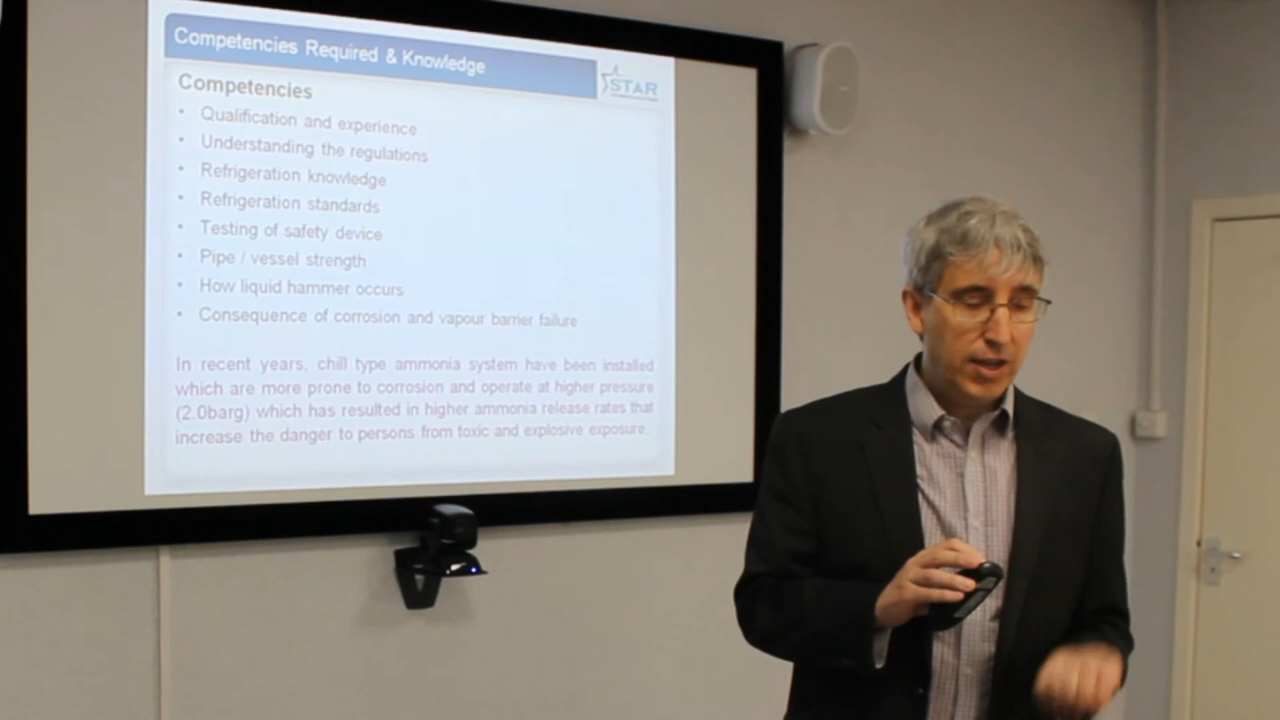 Competencies Required & Knowledge
STAR
Competencies
• Qualification and experience
• Understanding the regulations
• Refrigeration knowledge
• Refrigeration standards
• Testing of safety device
• Pipe / vessel strength
• How liquid hammer occurs
• Consequence of corrosion and vapour barrier failure
In recent years, chill type ammonia system have been installed
which are more prone to corrosion and operate at higher pressure
(2.0barg) which has resulted in higher ammonia release rates that
increase the danger to persons from toxic and explosive exposure.